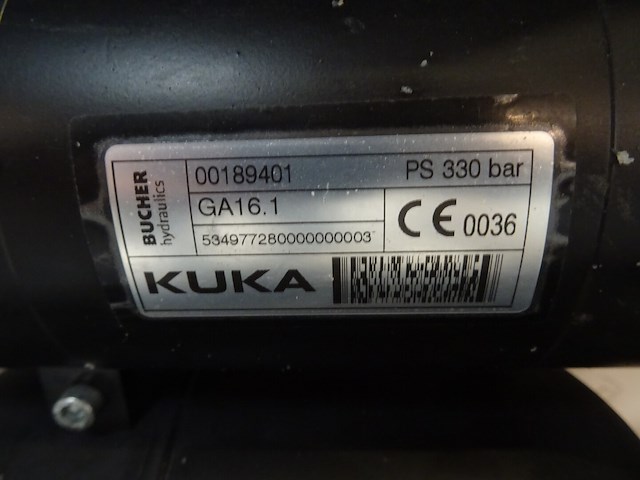 BUCHER
hydraulics
00189401 PS 330 bar
GA16.1
CE 0036
534977280000000003
KUKA